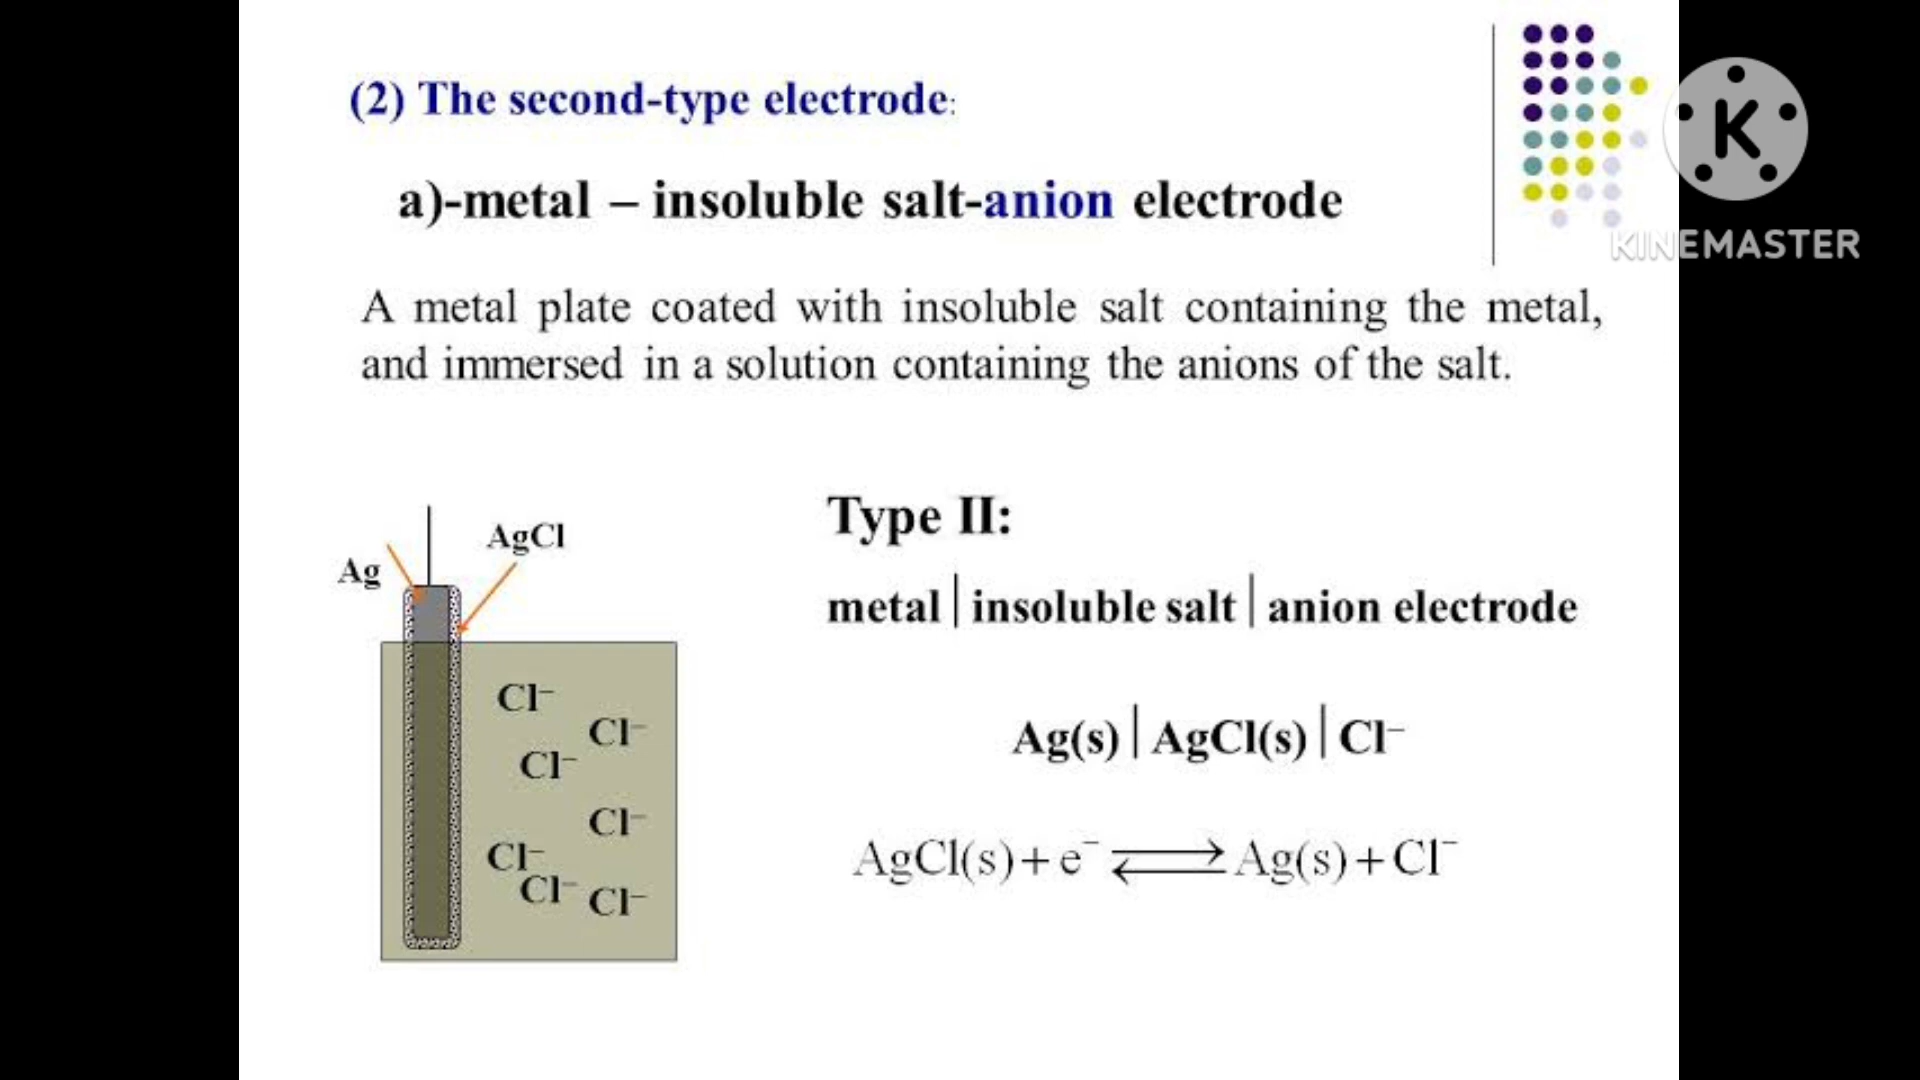 (2) The second-type electrode:
a)-metal – insoluble salt-anion electrode
A metal plate coated with insoluble salt containing the metal,
and immersed in a solution containing the anions of the salt.
Ag
AgCl
Cl⁻
Cl⁻
Cl⁻
Cl⁻
Cl⁻
Cl⁻
Cl⁻
Type II:
metal│insoluble salt│anion electrode
Ag(s)│AgCl(s)│Cl⁻
AgCl(s)+e⁻ ⇌ Ag(s)+Cl⁻
K
KINEMASTER